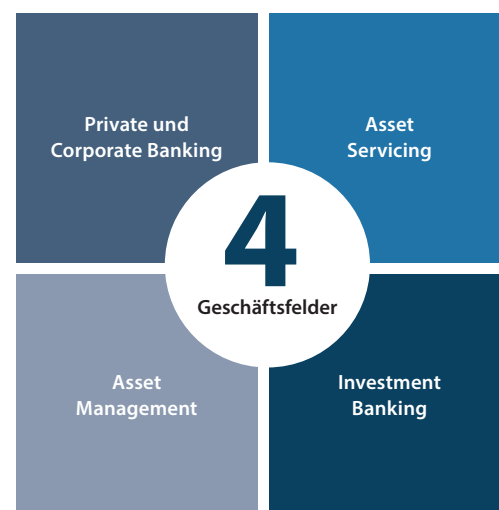 Private und
Corporate Banking
Asset
Servicing
4
Geschäftsfelder
Asset
Management
Investment
Banking